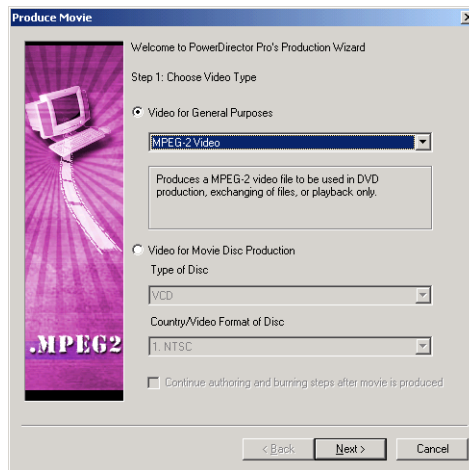 Produce Movie
Welcome to PowerDirector Pro's Production Wizard
Step 1: Choose Video Type
Video for General Purposes
MPEG-2 Video
Produces a MPEG-2 video file to be used in DVD
production, exchanging of files, or playback only.
Video for Movie Disc Production
Type of Disc
VCD
Country/Video Format of Disc
1. NTSC
Continue authoring and burning steps after movie is produced
.MPEG2
< Back
Next >
Cancel